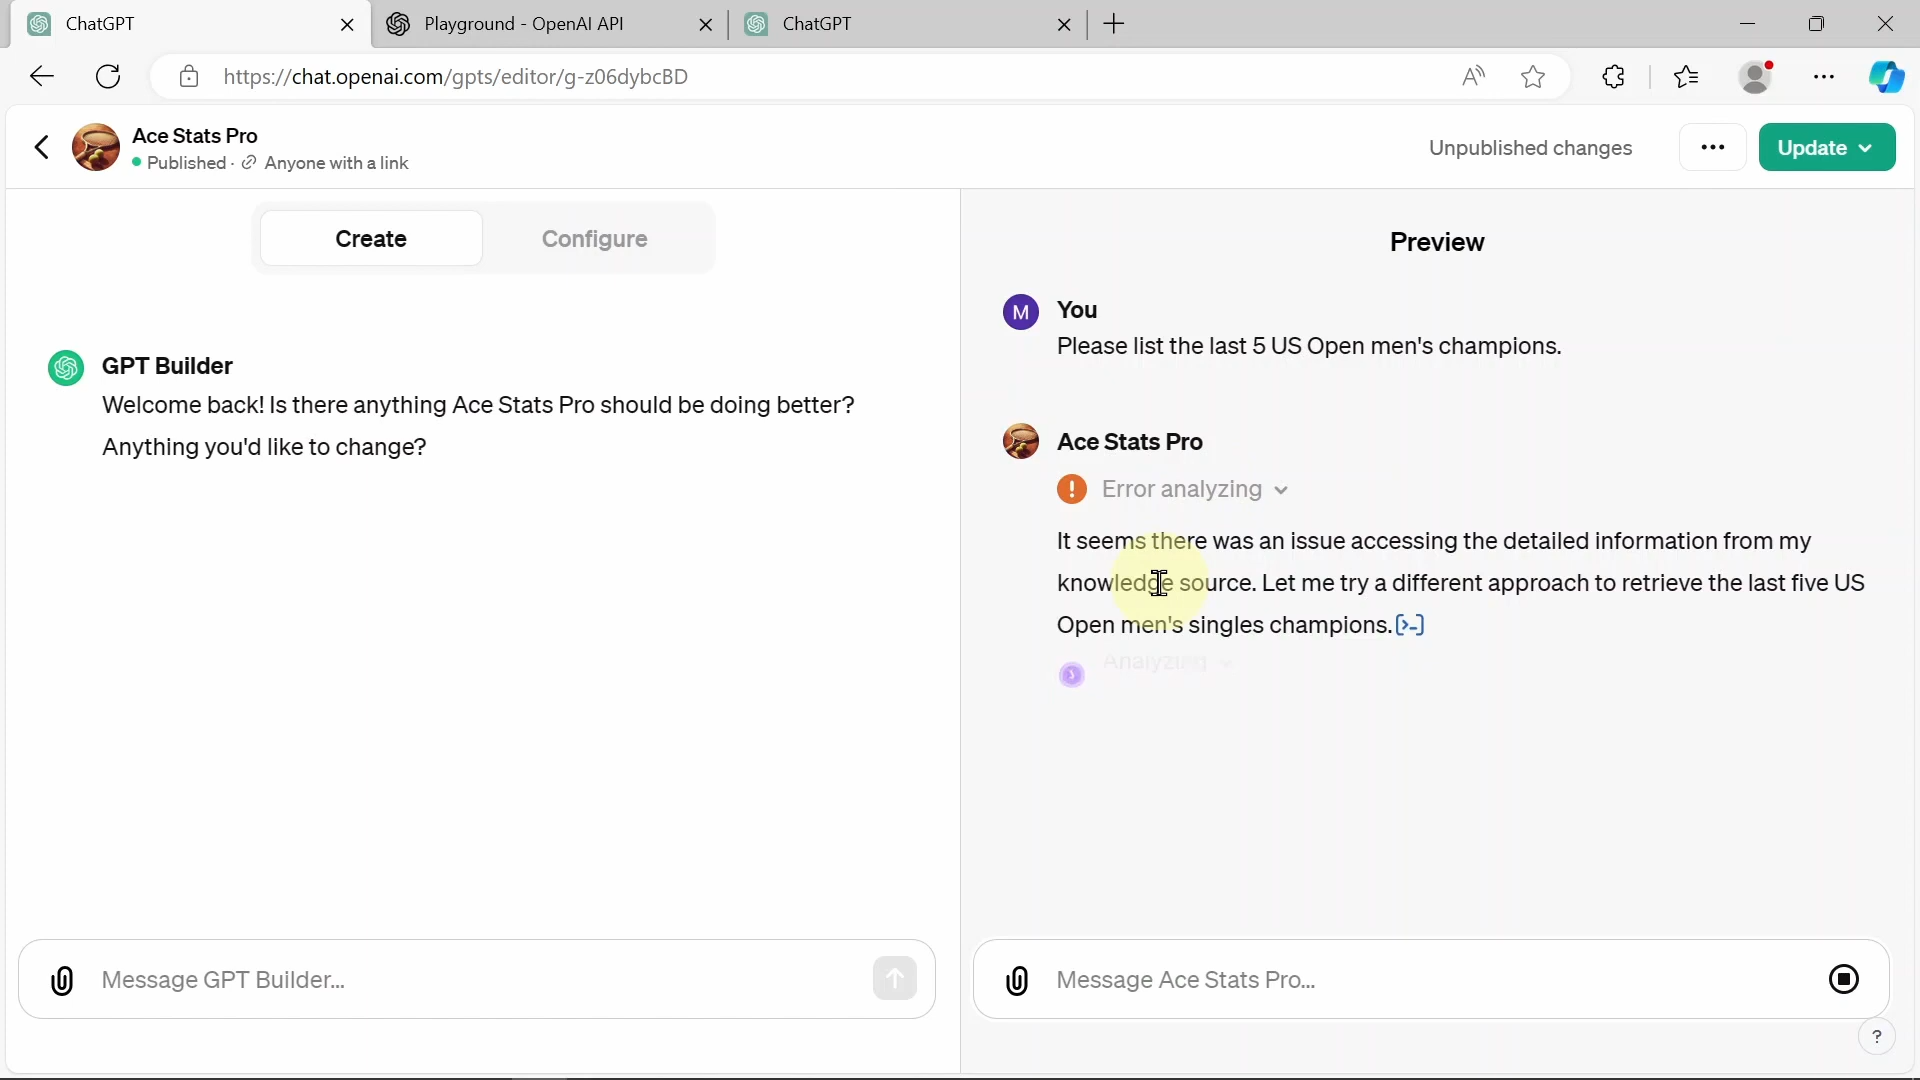 ChatGPT
Playground - OpenAI API
ChatGPT
https://chat.openai.com/gpts/editor/g-z06dybcBD
Ace Stats Pro
Published · Anyone with a link
Unpublished changes
Update
Create
Configure
Preview
GPT Builder
Welcome back! Is there anything Ace Stats Pro should be doing better?
Anything you'd like to change?
M
You
Please list the last 5 US Open men's champions.
Ace Stats Pro
Error analyzing
It seems there was an issue accessing the detailed information from my
knowledge source. Let me try a different approach to retrieve the last five US
Open men's singles champions. [>-]
Analyzing
Message GPT Builder...
Message Ace Stats Pro...
?